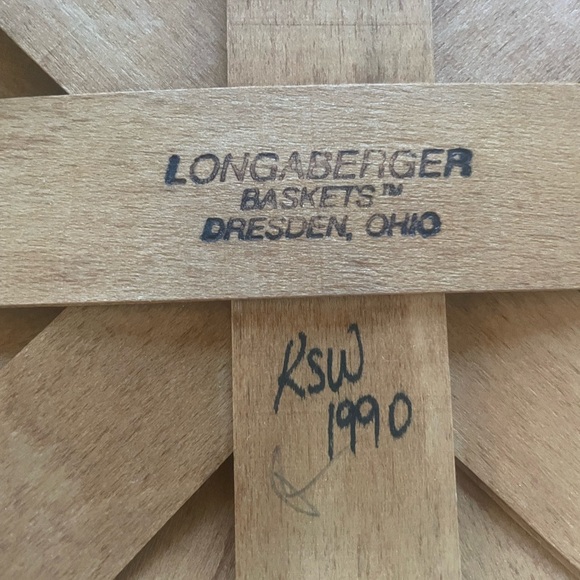 LONGABERGER
BASKETS™
DRESDEN, OHIO
KSW
1990